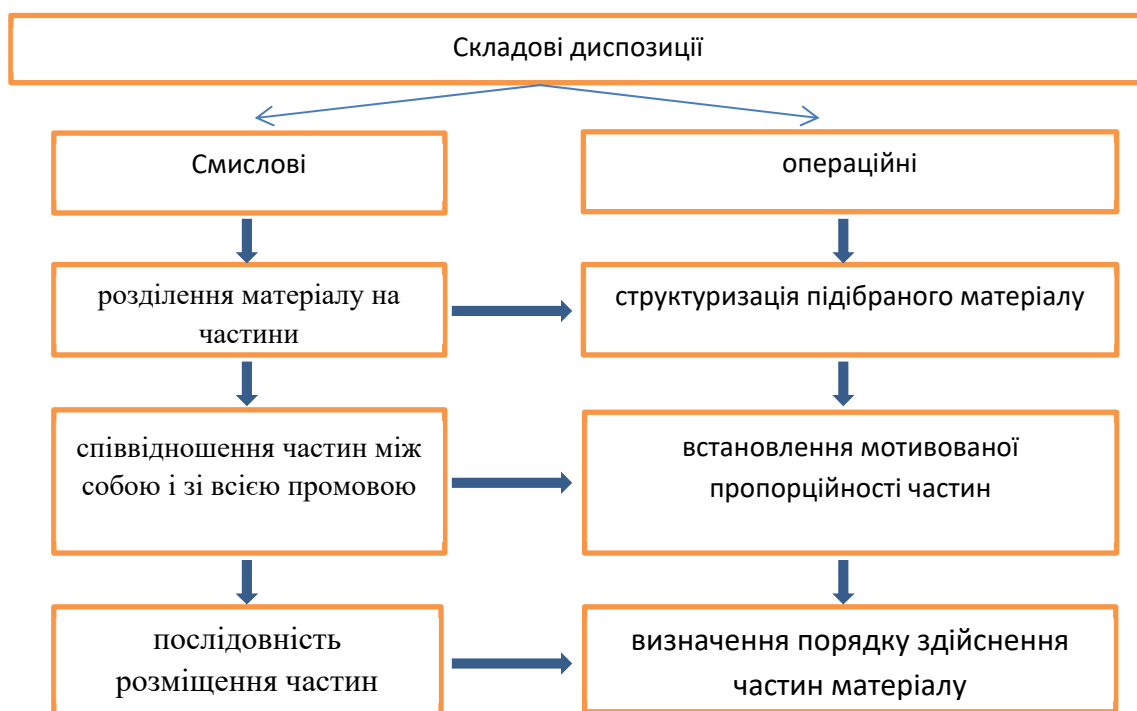 Складові диспозиції
Смислові
операційні
розділення матеріалу на
частини
структуризація підібраного матеріалу
співвідношення частин між
собою і зі всією промовою
встановлення мотивованої
пропорційності частин
послідовність
розміщення частин
визначення порядку здійснення
частин матеріалу